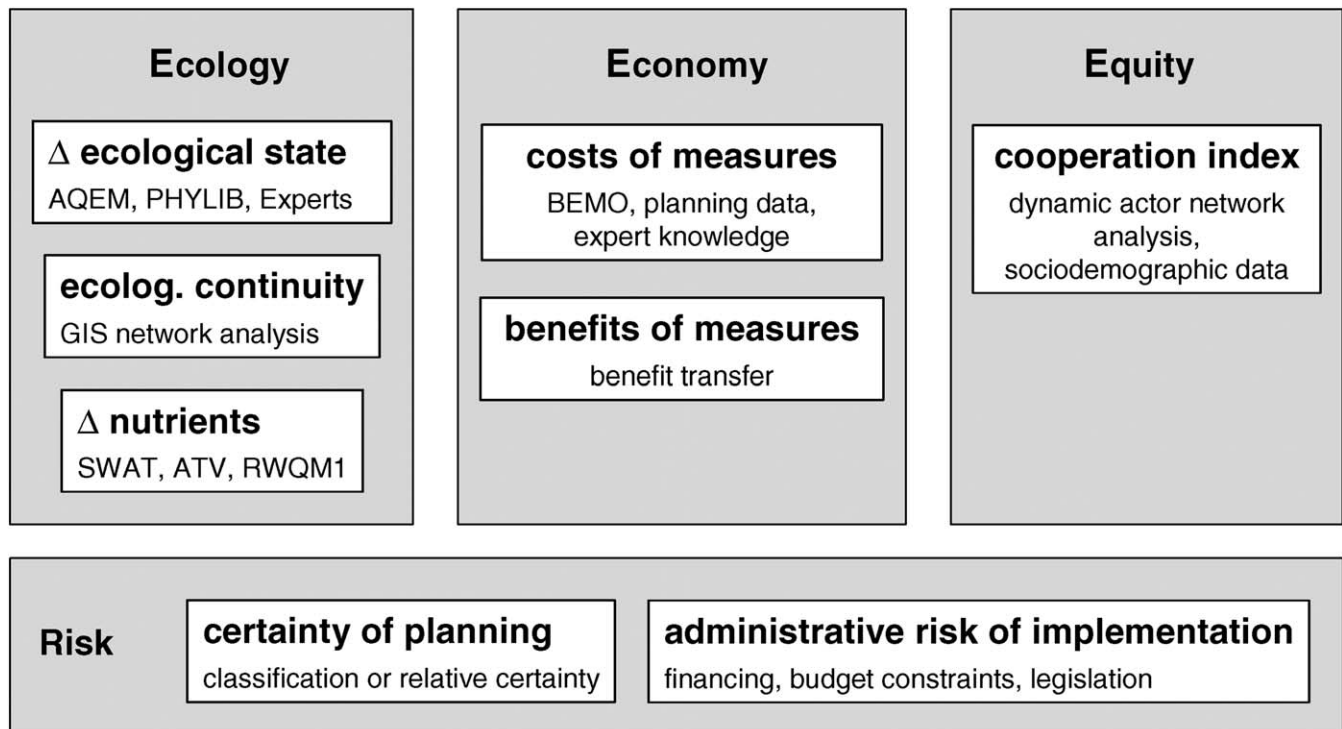 Ecology
Δ ecological state
AQEM, PHYLIB, Experts
ecolog. continuity
GIS network analysis
Δ nutrients
SWAT, ATV, RWQM1
Economy
costs of measures
BEMO, planning data,
expert knowledge
benefits of measures
benefit transfer
Equity
cooperation index
dynamic actor network
analysis,
sociodemographic data
Risk
certainty of planning
classification or relative certainty
administrative risk of implementation
financing, budget constraints, legislation